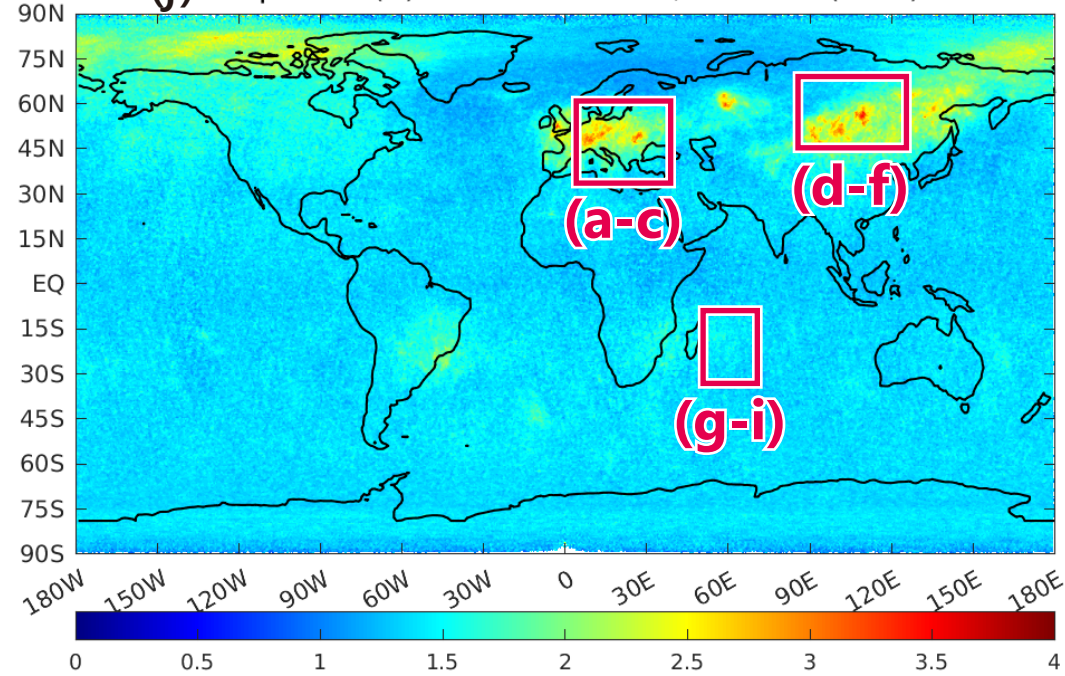 (j)
90N
75N
60N
45N
30N
15N
EQ
15S
30S
45S
60S
75S
90S
(a-c)
(d-f)
(g-i)
180W 150W 120W 90W 60W 30W 0 30E 60E 90E 120E 150E 180E
0 0.5 1 1.5 2 2.5 3 3.5 4